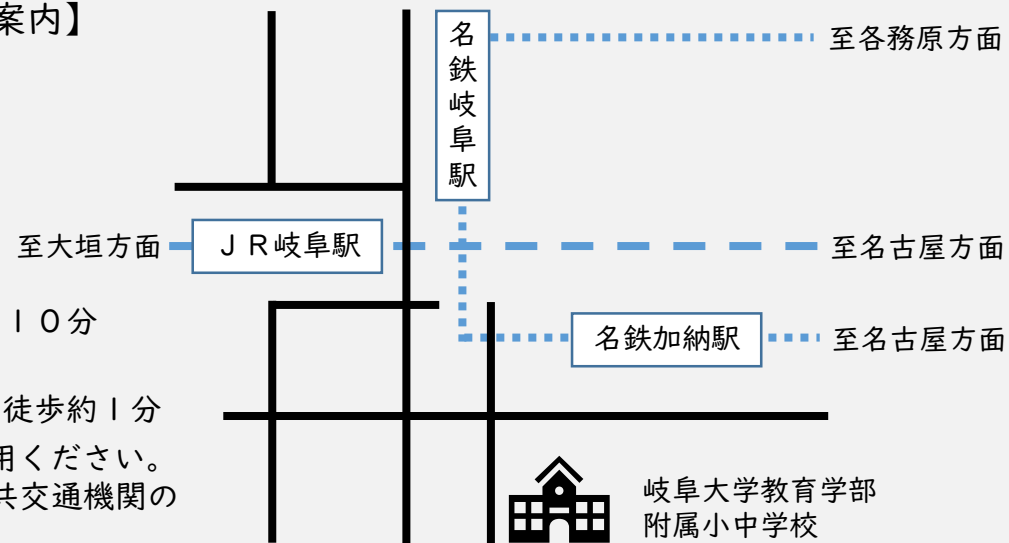 案内】
名鉄岐阜駅
至各務原方面
至大垣方面
ＪＲ岐阜駅
至名古屋方面
１０分
名鉄加納駅
至名古屋方面
徒歩約１分
用ください。
共交通機関の
岐阜大学教育学部
附属小中学校